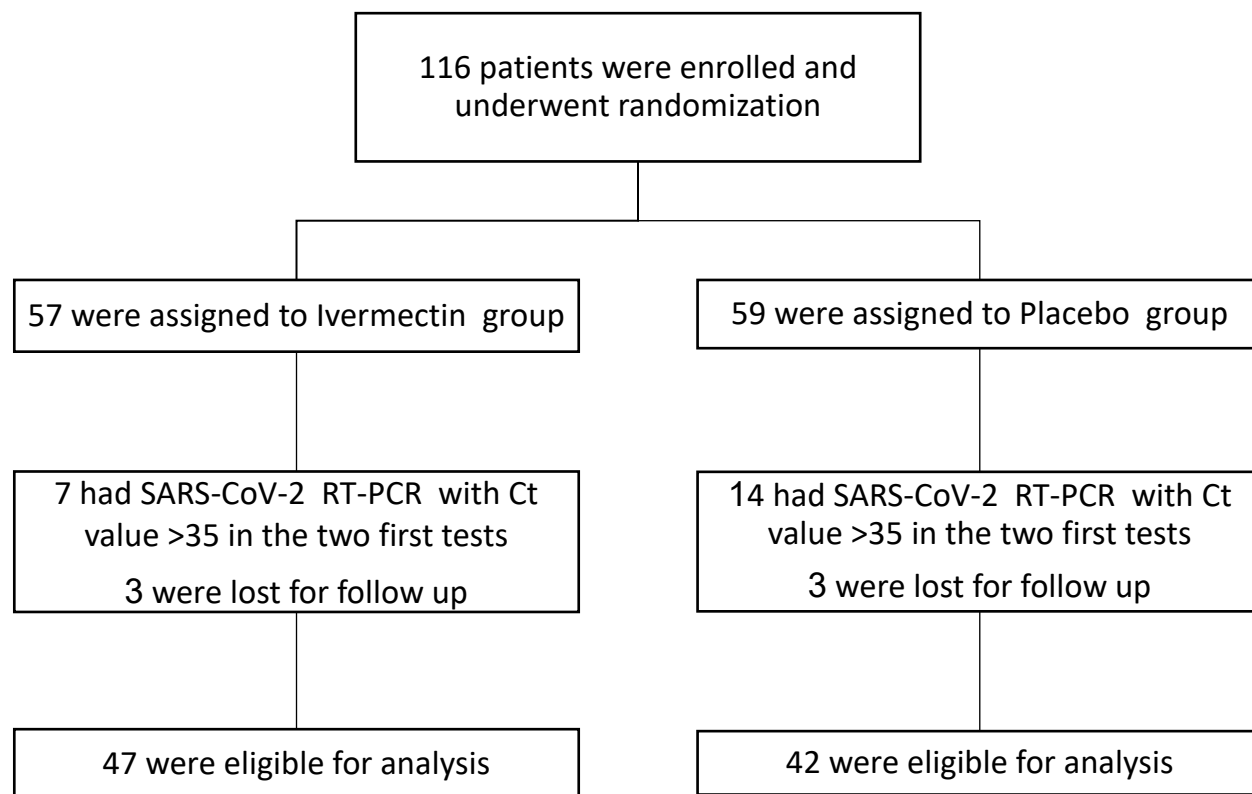 116 patients were enrolled and
underwent randomization
57 were assigned to Ivermectin group
59 were assigned to Placebo group
7 had SARS-CoV-2 RT-PCR with Ct
value >35 in the two first tests
3 were lost for follow up
14 had SARS-CoV-2 RT-PCR with Ct
value >35 in the two first tests
3 were lost for follow up
47 were eligible for analysis
42 were eligible for analysis